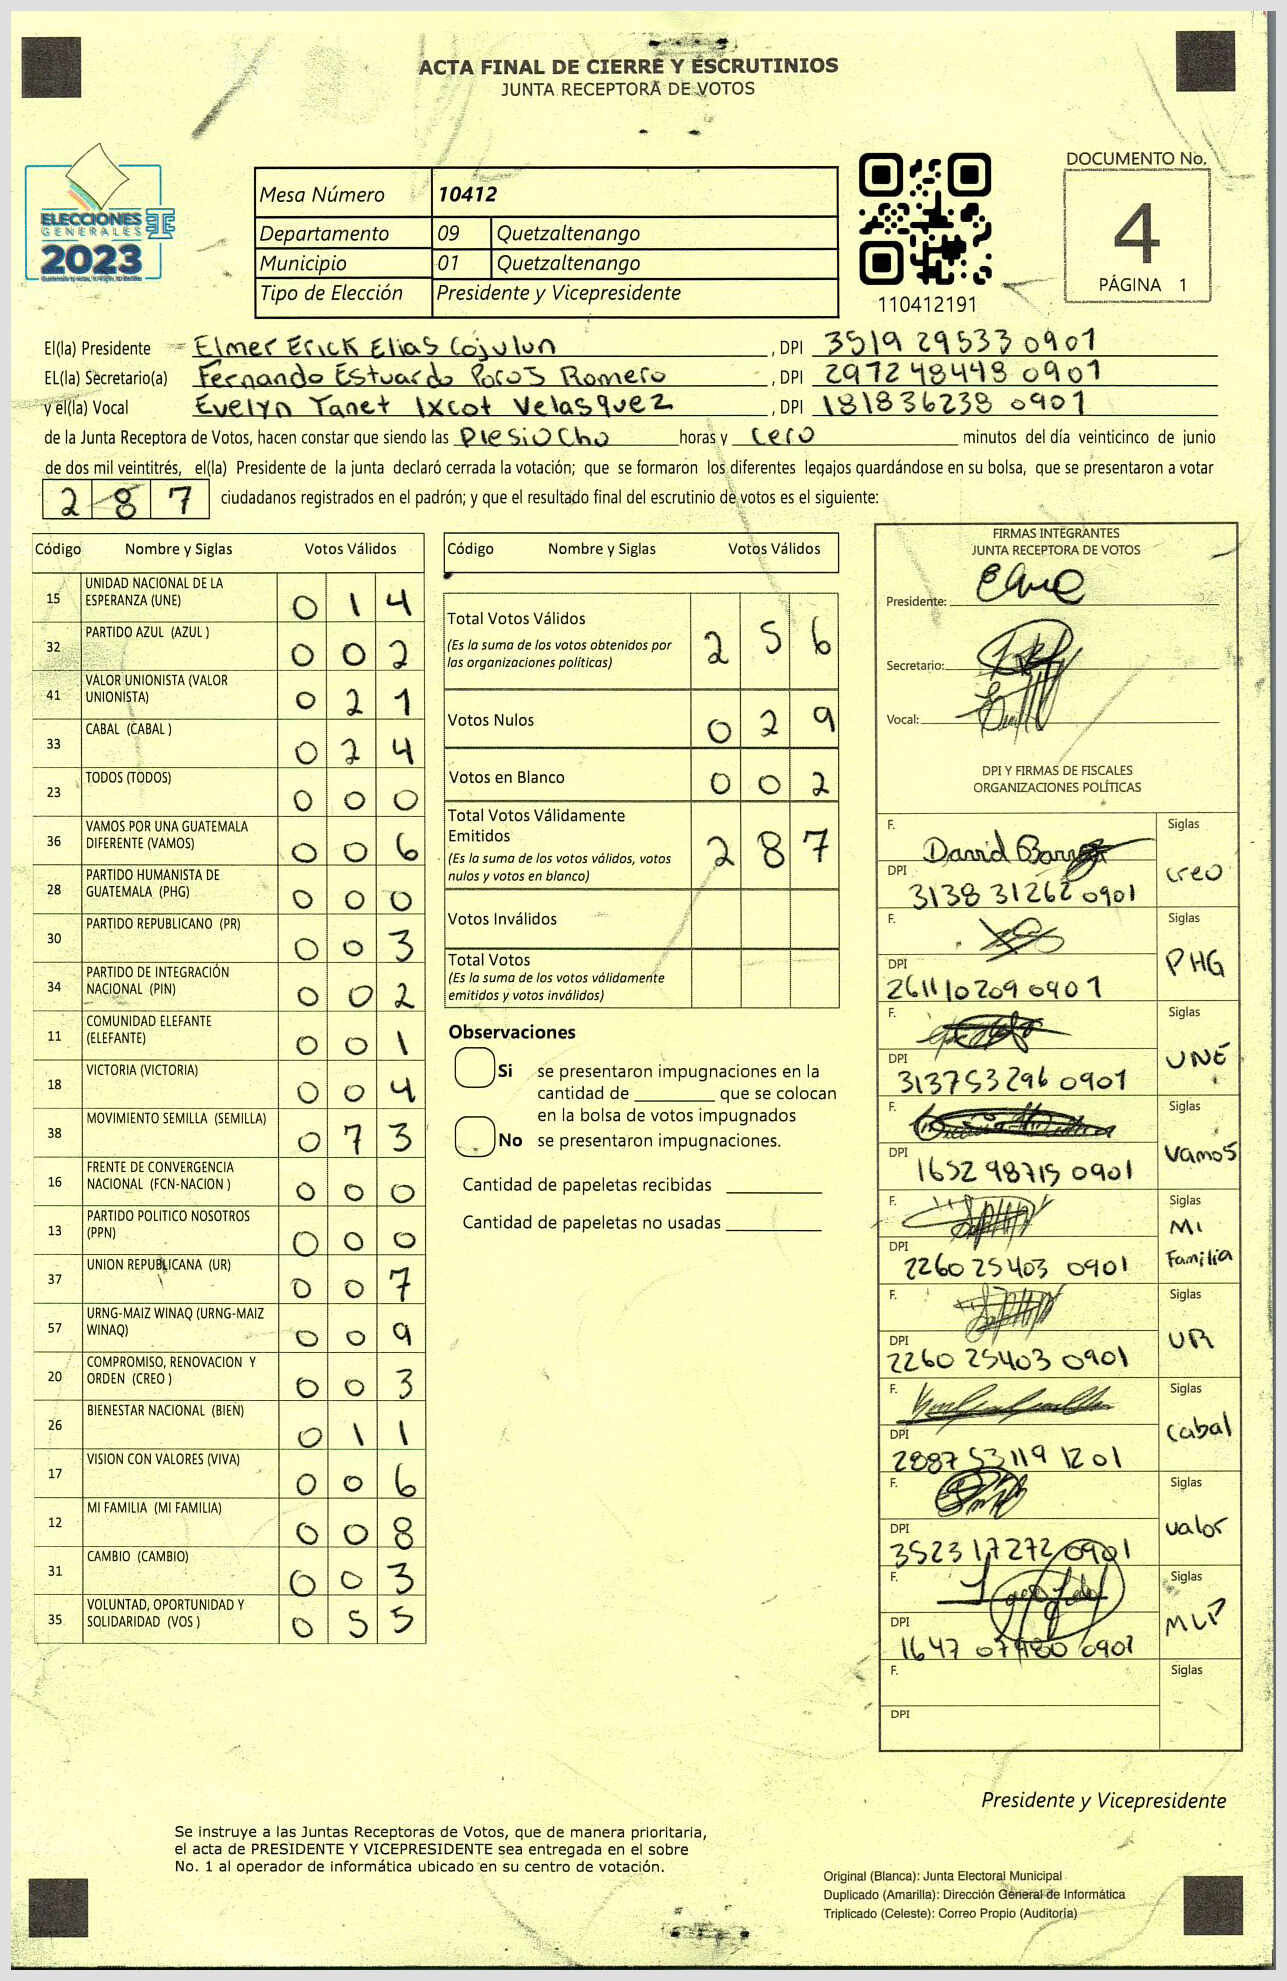 ACTA FINAL DE CIERRE Y ESCRUTINIOS
JUNTA RECEPTORA DE VOTOS
ELECCIONES
GENERALES
2023
Mesa Número 10412
Departamento 09 Quetzaltenango
Municipio 01 Quetzaltenango
Tipo de Elección Presidente y Vicepresidente
110412191
DOCUMENTO No.
4
PÁGINA 1
El(la) Presidente Elmer Erick Elias Cojulun, DPI 3519 29533 0901
EL(la) Secretario(a) Fernando Estuardo Poros Romero, DPI 2972 48448 0901
y el(la) Vocal Evelyn Yanet Ixcot Velasquez, DPI 181836238 0901
de la Junta Receptora de Votos, hacen constar que siendo las Diesiocho horas y cero minutos del día veinticinco de junio
de dos mil veintitrés, el(la) Presidente de la junta declaró cerrada la votación; que se formaron los diferentes legajos guardándose en su bolsa, que se presentaron a votar
287 ciudadanos registrados en el padrón; y que el resultado final del escrutinio de votos es el siguiente:
Código Nombre y Siglas Votos Válidos
15 UNIDAD NACIONAL DE LA ESPERANZA (UNE) 0 1 4
32 PARTIDO AZUL (AZUL ) 0 0 2
41 VALOR UNIONISTA (VALOR UNIONISTA) 0 2 1
33 CABAL (CABAL ) 0 2 4
23 TODOS (TODOS) 0 0 0
36 VAMOS POR UNA GUATEMALA DIFERENTE (VAMOS) 0 0 6
28 PARTIDO HUMANISTA DE GUATEMALA (PHG) 0 0 0
30 PARTIDO REPUBLICANO (PR) 0 0 3
34 PARTIDO DE INTEGRACIÓN NACIONAL (PIN) 0 0 2
11 COMUNIDAD ELEFANTE (ELEFANTE) 0 0 1
18 VICTORIA (VICTORIA) 0 0 4
38 MOVIMIENTO SEMILLA (SEMILLA) 0 7 3
16 FRENTE DE CONVERGENCIA NACIONAL (FCN-NACION ) 0 0 0
13 PARTIDO POLITICO NOSOTROS (PPN) 0 0 0
37 UNION REPUBLICANA (UR) 0 0 7
57 URNG-MAIZ WINAQ (URNG-MAIZ WINAQ) 0 0 9
20 COMPROMISO, RENOVACION Y ORDEN (CREO ) 0 0 3
26 BIENESTAR NACIONAL (BIEN) 0 1 1
17 VISION CON VALORES (VIVA) 0 0 6
12 MI FAMILIA (MI FAMILIA) 0 0 8
31 CAMBIO (CAMBIO) 0 0 3
35 VOLUNTAD, OPORTUNIDAD Y SOLIDARIDAD (VOS ) 0 5 5
Código Nombre y Siglas Votos Válidos
Total Votos Válidos 2 5 6
(Es la suma de los votos obtenidos por
las organizaciones políticas)
Votos Nulos 0 2 9
Votos en Blanco 0 0 2
Total Votos Válidamente
Emitidos 2 8 7
(Es la suma de los votos válidos, votos
nulos y votos en blanco)
Votos Inválidos
Total Votos
(Es la suma de los votos válidamente
emitidos y votos inválidos)
Observaciones
Si se presentaron impugnaciones en la
cantidad de ________ que se colocan
en la bolsa de votos impugnados
No se presentaron impugnaciones.
Cantidad de papeletas recibidas
Cantidad de papeletas no usadas
FIRMAS INTEGRANTES
JUNTA RECEPTORA DE VOTOS
Presidente:
Secretario:
Vocal:
DPI Y FIRMAS DE FISCALES
ORGANIZACIONES POLÍTICAS
F. David Siglas creo
DPI 3138 31262 0901
F. Siglas PHG
DPI 2611 10209 0901
F. Siglas UNE
DPI 313753296 0901
F. Siglas Vamos
DPI 1652 98715 0901
F. Siglas Mi Familia
DPI 2260 25403 0901
F. Siglas UR
DPI 2260 25403 0901
F. Siglas Cabal
DPI 2887 53119 1201
F. Siglas valor
DPI 3523 17272 0901
F. Siglas MLP
DPI 1647 07480 0901
F. Siglas
DPI
Presidente y Vicepresidente
Se instruye a las Juntas Receptoras de Votos, que de manera prioritaria,
el acta de PRESIDENTE Y VICEPRESIDENTE sea entregada en el sobre
No. 1 al operador de informática ubicado en su centro de votación.
Original (Blanca): Junta Electoral Municipal
Duplicado (Amarilla): Dirección General de Informática
Triplicado (Celeste): Correo Propio (Auditoría)